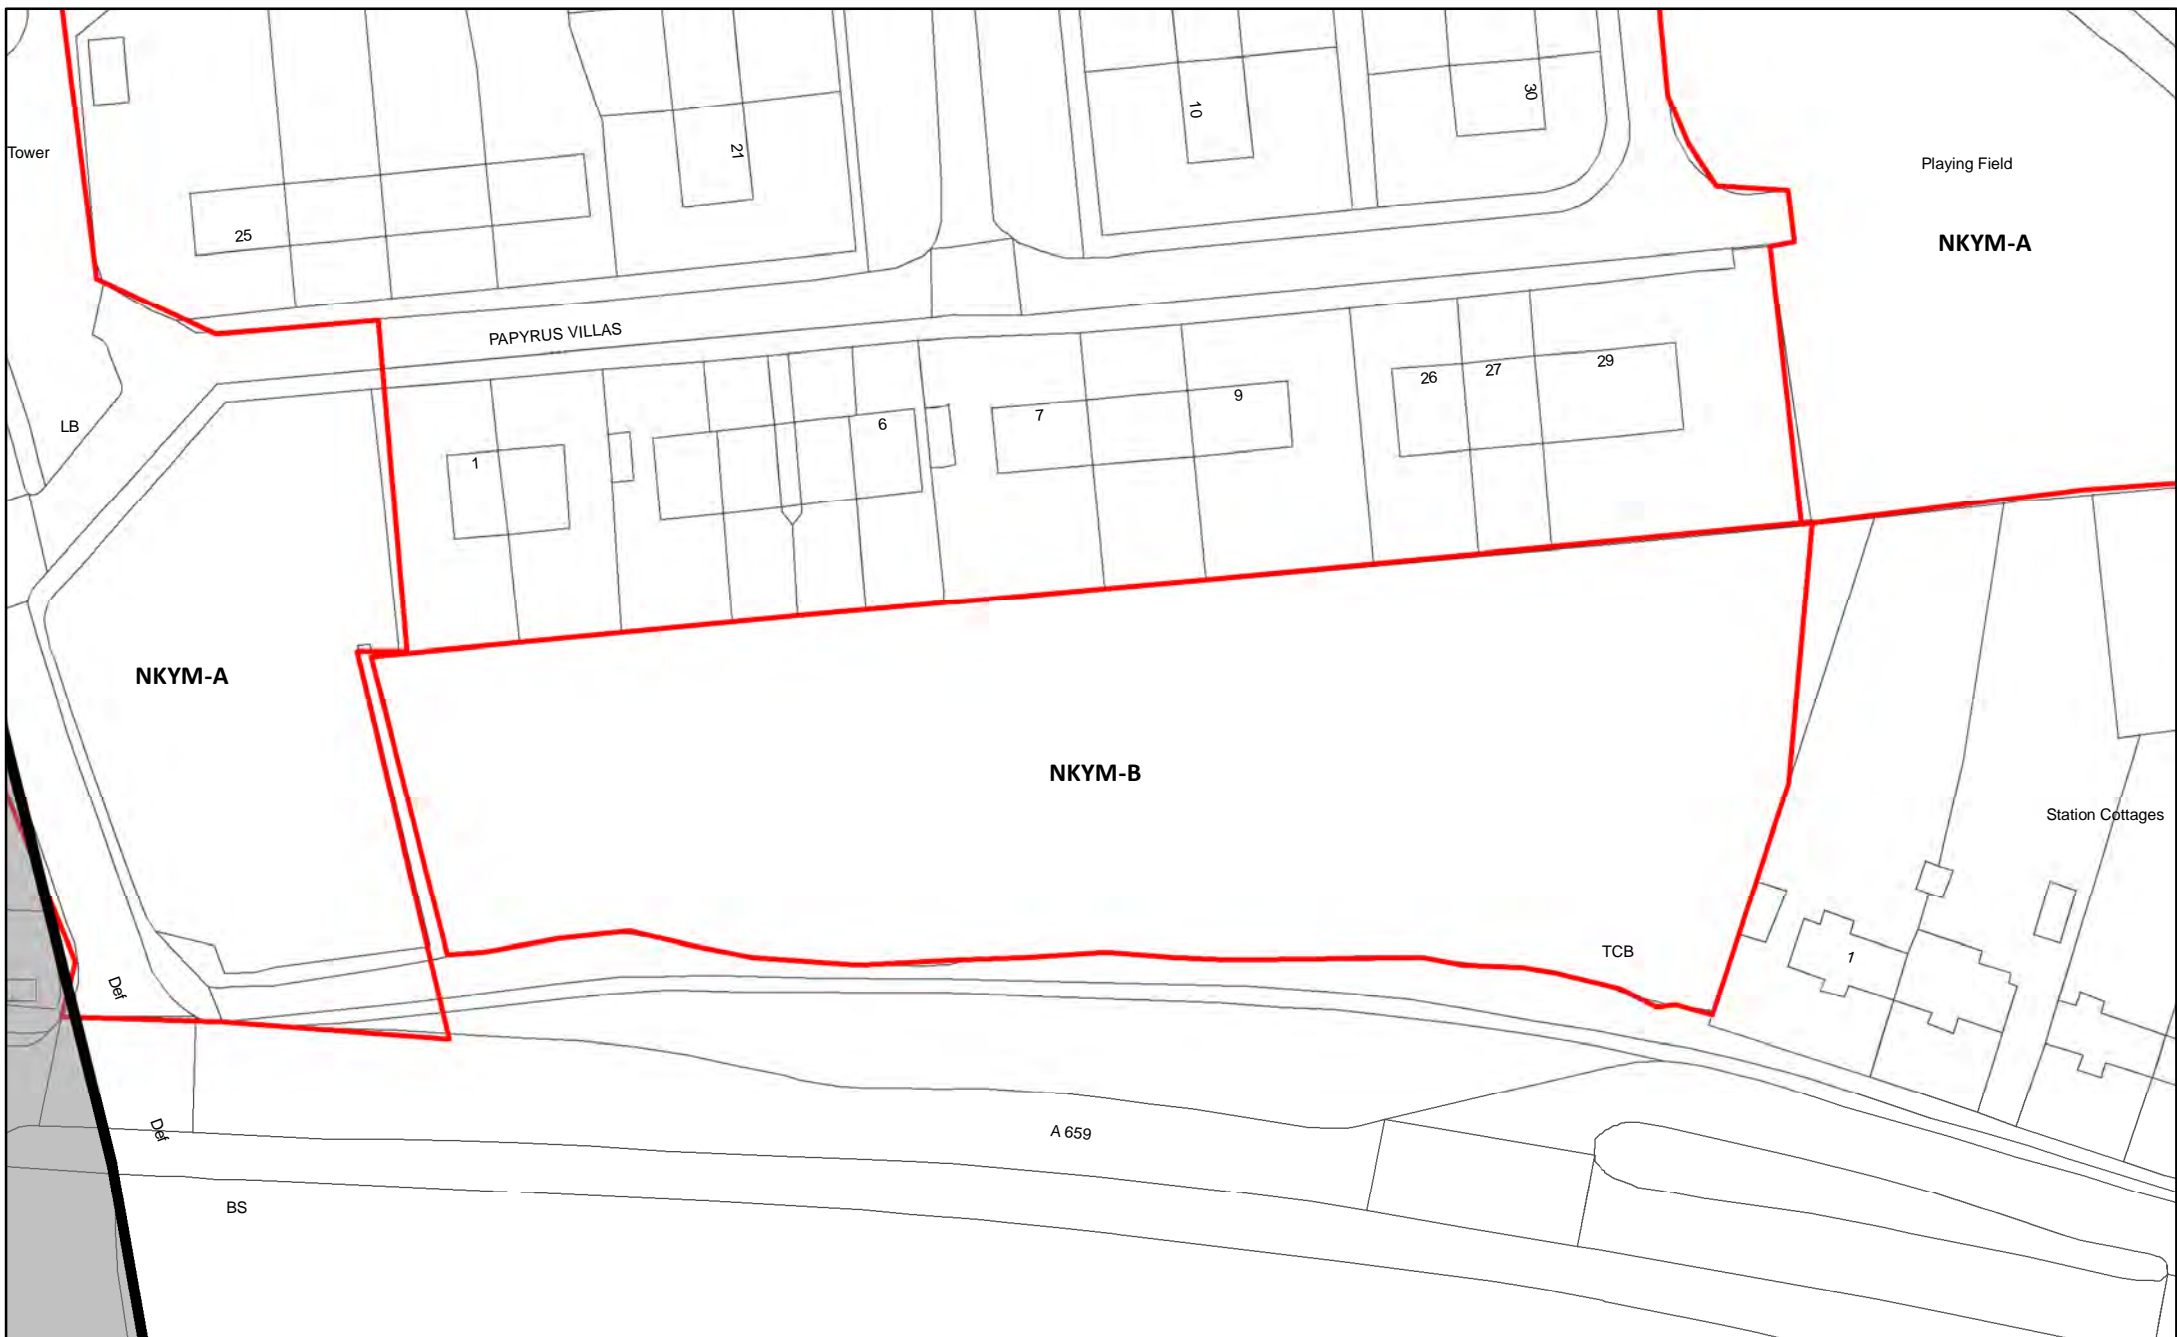 10
30
21
Tower
Playing Field
25
NKYM-A
PAPYRUS VILLAS
29
27
26
9
7
6
LB
1
NKYM-A
NKYM-B
Station Cottages
TCB
1
Def
A 659
Def
BS